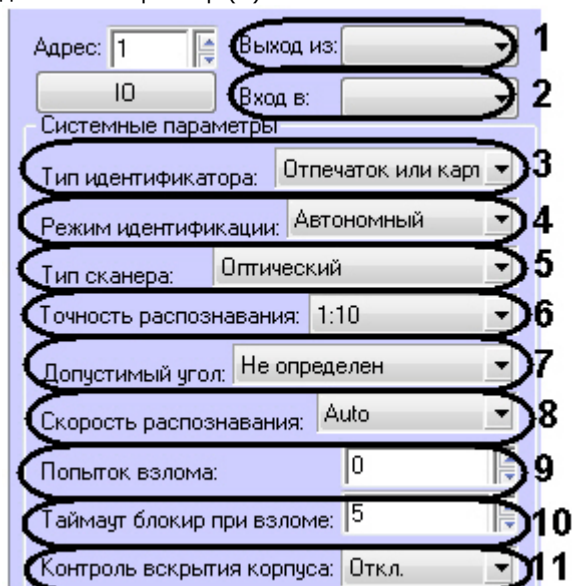 Адрес: 1 Выход из: 1
IO Вход в: 2
Системные параметры
Тип идентификатора: Отпечаток или карт 3
Режим идентификации: Автономный 4
Тип сканера: Оптический 5
Точность распознавания: 1:10 6
Допустимый угол: Не определен 7
Скорость распознавания: Auto 8
Попыток взлома: 0 9
Таймаут блокир при взломе: 5 10
Контроль вскрытия корпуса: Откл. 11